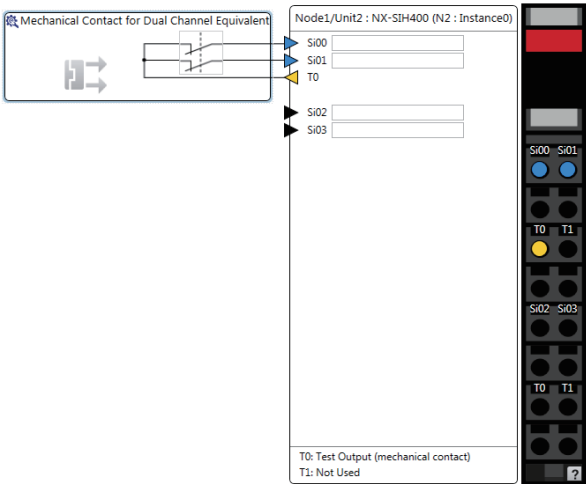 Mechanical Contact for Dual Channel Equivalent
Node1/Unit2 : NX-SIH400 (N2 : Instance0)
Si00
Si01
T0
Si02
Si03
T0: Test Output (mechanical contact)
T1: Not Used
Si00 Si01
T0 T1
Si02 Si03
T0 T1
?